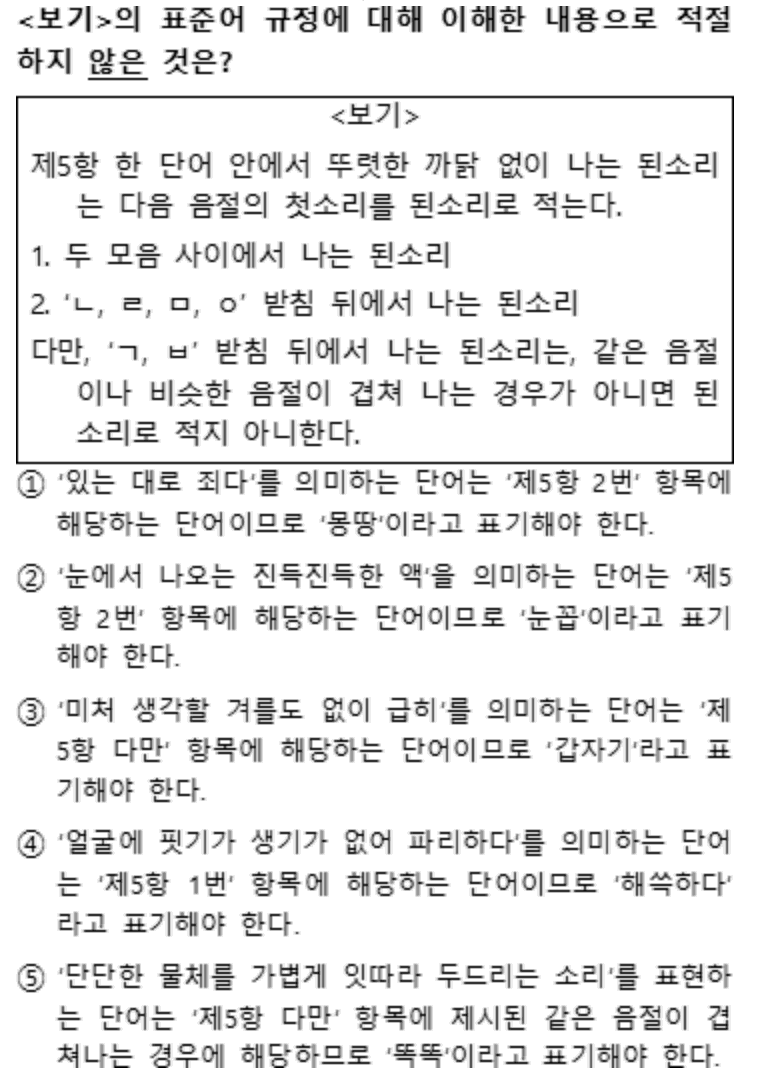 <보기>의 표준어 규정에 대해 이해한 내용으로 적절
하지 않은 것은?
<보기>
제5항 한 단어 안에서 뚜렷한 까닭 없이 나는 된소리
는 다음 음절의 첫소리를 된소리로 적는다.
1. 두 모음 사이에서 나는 된소리
2. ‘ㄴ, ㄹ, ㅁ, ㅇ’ 받침 뒤에서 나는 된소리
다만, ‘ㄱ, ㅂ’ 받침 뒤에서 나는 된소리는, 같은 음절
이나 비슷한 음절이 겹쳐 나는 경우가 아니면 된
소리로 적지 아니한다.
① ‘있는 대로 죄다’를 의미하는 단어는 ‘제5항 2번’ 항목에
해당하는 단어이므로 ‘몽땅’이라고 표기해야 한다.
② ‘눈에서 나오는 진득진득한 액‘을 의미하는 단어는 ‘제5
항 2번’ 항목에 해당하는 단어이므로 ‘눈꼽‘이라고 표기
해야 한다.
③ ‘미처 생각할 겨를도 없이 급히‘를 의미하는 단어는 ‘제
5항 다만‘ 항목에 해당하는 단어이므로 ‘갑자기‘라고 표
기해야 한다.
④ ‘얼굴에 핏기가 생기가 없어 파리하다‘를 의미하는 단어
는 ‘제5항 1번‘ 항목에 해당하는 단어이므로 ‘해쓱하다‘
라고 표기해야 한다.
⑤ ‘단단한 물체를 가볍게 잇따라 두드리는 소리‘를 표현하
는 단어는 ‘제5항 다만‘ 항목에 제시된 같은 음절이 겹
쳐나는 경우에 해당하므로 ‘똑똑‘이라고 표기해야 한다.